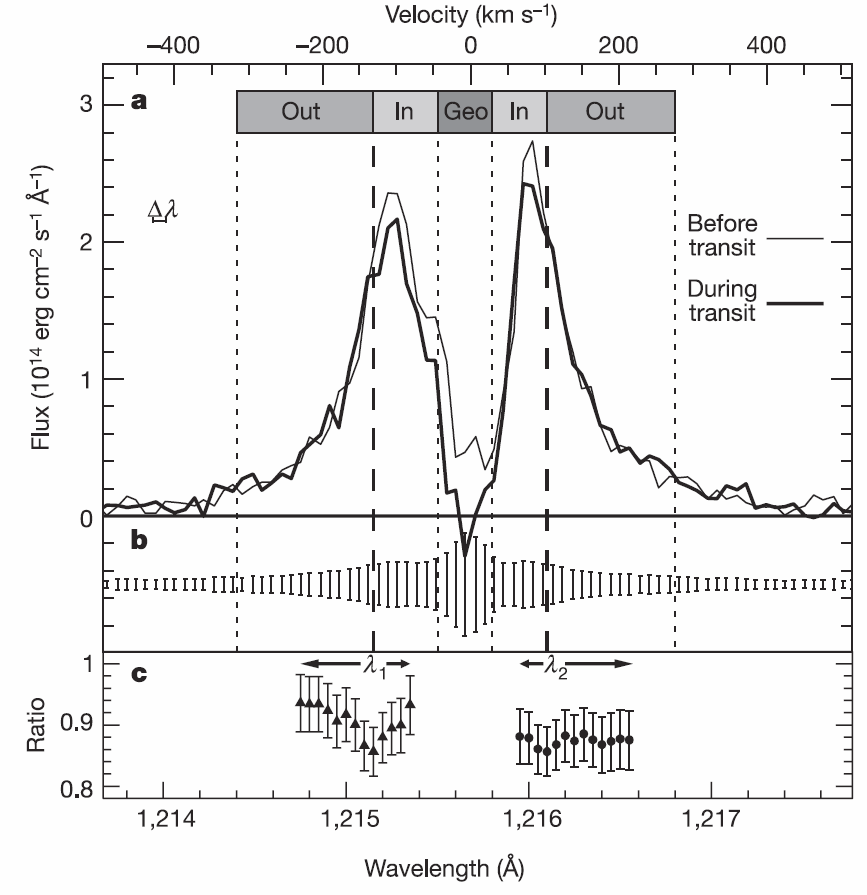 Velocity (km s⁻¹)
−400 −200 0 200 400
a
Out In Geo In Out
3
2
1
0
Flux (10¹⁴ erg cm⁻² s⁻¹ Å⁻¹)
Δλ
Before
transit
During
transit
b
c
λ₁ λ₂
1
0.9
0.8
Ratio
1,214 1,215 1,216 1,217
Wavelength (Å)